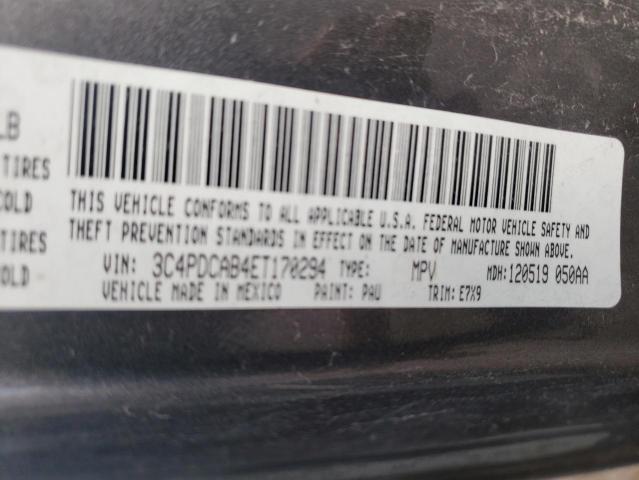 LB
TIRES
COLD
TIRES
OLD
THIS VEHICLE CONFORMS TO ALL APPLICABLE U.S.A. FEDERAL MOTOR VEHICLE SAFETY AND
THEFT PREVENTION STANDARDS IN EFFECT ON THE DATE OF MANUFACTURE SHOWN ABOVE.
VIN: 3C4PDCAB4ET170294 TYPE: MPV MDH:120519 050AA
VEHICLE MADE IN MEXICO PAINT: PAU TRIM: E7X9